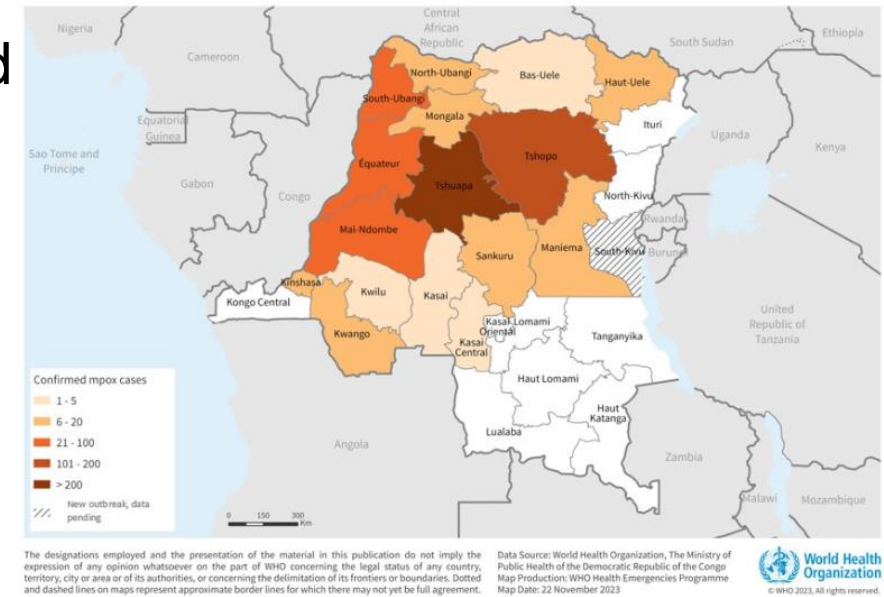 d
Nigeria
Central
African
Republic
South Sudan
Ethiopia
Cameroon
North-Ubangi
Bas-Uele
Haut-Uele
South-Ubangi
Mongala
Equatorial
Guinea
Ituri
Uganda
Kenya
Sao Tome and
Principe
Gabon
Congo
Équateur
Tshopo
Tshuapa
North-Kivu
Rwanda
Mai-Ndombe
Sankuru
Maniema
South-Kivu
Burundi
Kinshasa
Kongo Central
Kwilu
Kasai
United
Republic of
Tanzania
Kwango
Kasai
Oriental
Lomami
Tanganyika
Kasai
Central
Haut Lomami
Haut
Katanga
Lualaba
Angola
Zambia
Malawi
Mozambique
Confirmed mpox cases
1 - 5
6 - 20
21 - 100
101 - 200
> 200
New outbreak, data
pending
0 150 300
Km
The designations employed and the presentation of the material in this publication do not imply the
expression of any opinion whatsoever on the part of WHO concerning the legal status of any country,
territory, city or area or of its authorities, or concerning the delimitation of its frontiers or boundaries. Dotted
and dashed lines on maps represent approximate border lines for which there may not yet be full agreement.
Data Source: World Health Organization, The Ministry of
Public Health of the Democratic Republic of the Congo
Map Production: WHO Health Emergencies Programme
Map Date: 22 November 2023
World Health
Organization
© WHO 2023, All rights reserved.